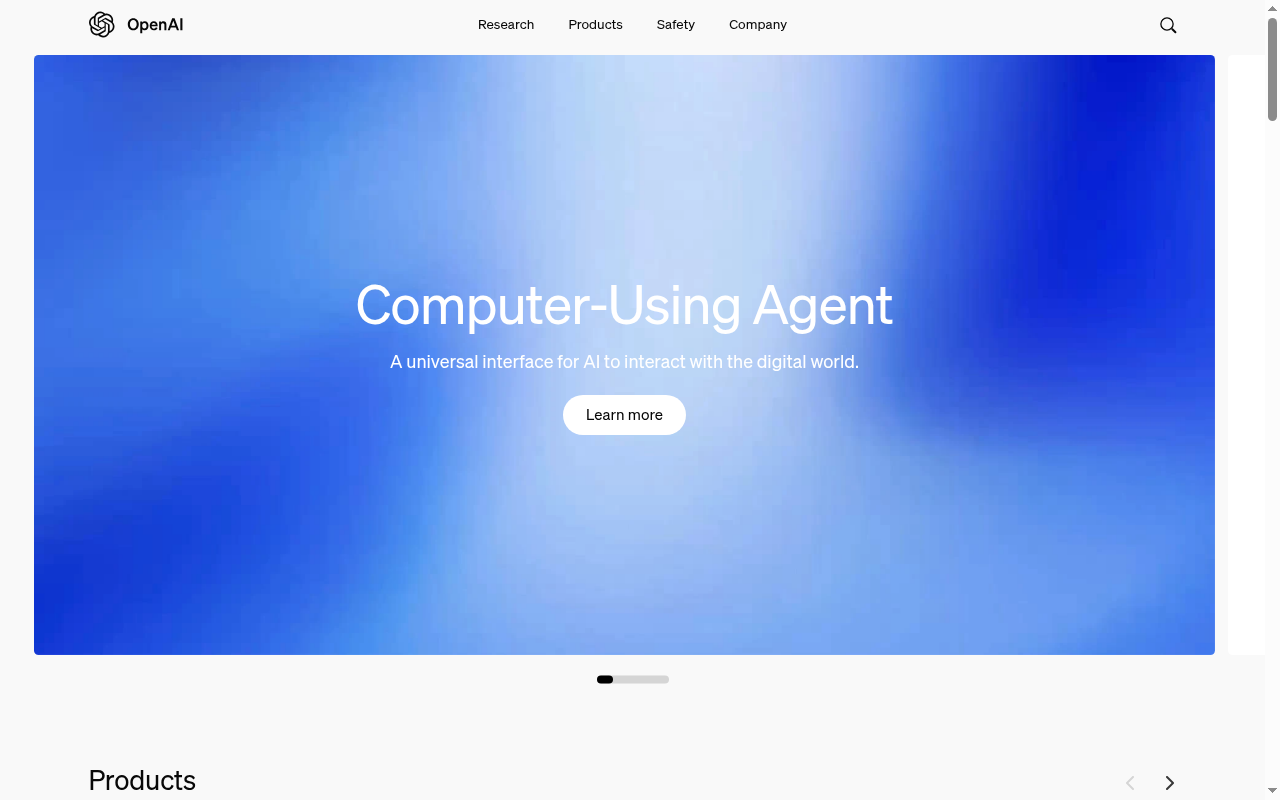 OpenAI
Research
Products
Safety
Company
Computer-Using Agent
A universal interface for AI to interact with the digital world.
Learn more
Products